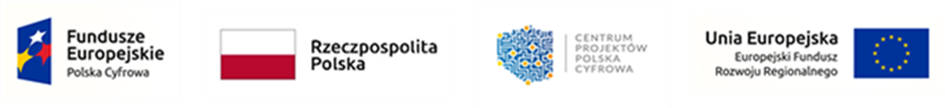 Fundusze
Europejskie
Polska Cyfrowa
Rzeczpospolita
Polska
CENTRUM
PROJEKTÓW
POLSKA
CYFROWA
Unia Europejska
Europejski Fundusz
Rozwoju Regionalnego